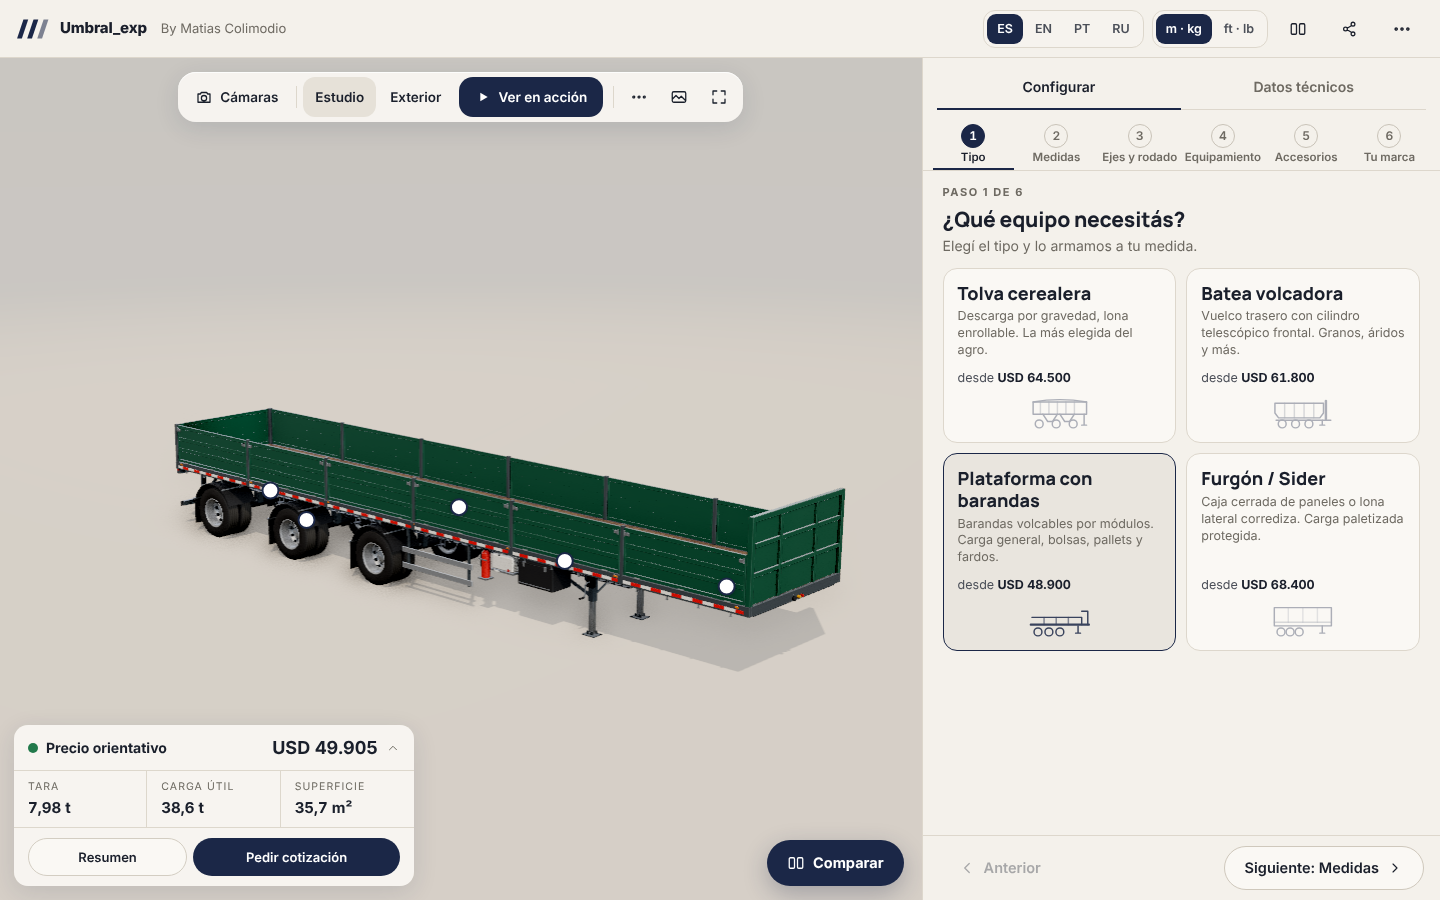 Umbral_exp By Matias Colimodio
ES EN PT RU m · kg ft · lb
Cámaras Estudio Exterior Ver en acción
Configurar Datos técnicos
1 2 3 4 5 6
Tipo Medidas Ejes y rodado Equipamiento Accesorios Tu marca
PASO 1 DE 6
¿Qué equipo necesitás?
Elegí el tipo y lo armamos a tu medida.
Tolva cerealera
Descarga por gravedad, lona
enrollable. La más elegida del
agro.
desde USD 64.500
Batea volcadora
Vuelco trasero con cilindro
telescópico frontal. Granos, áridos
y más.
desde USD 61.800
Plataforma con
barandas
Barandas volcables por módulos.
Carga general, bolsas, pallets y
fardos.
desde USD 48.900
Furgón / Sider
Caja cerrada de paneles o lona
lateral corrediza. Carga paletizada
protegida.
desde USD 68.400
Precio orientativo USD 49.905
TARA CARGA ÚTIL SUPERFICIE
7,98 t 38,6 t 35,7 m²
Resumen Pedir cotización
Comparar
Anterior Siguiente: Medidas